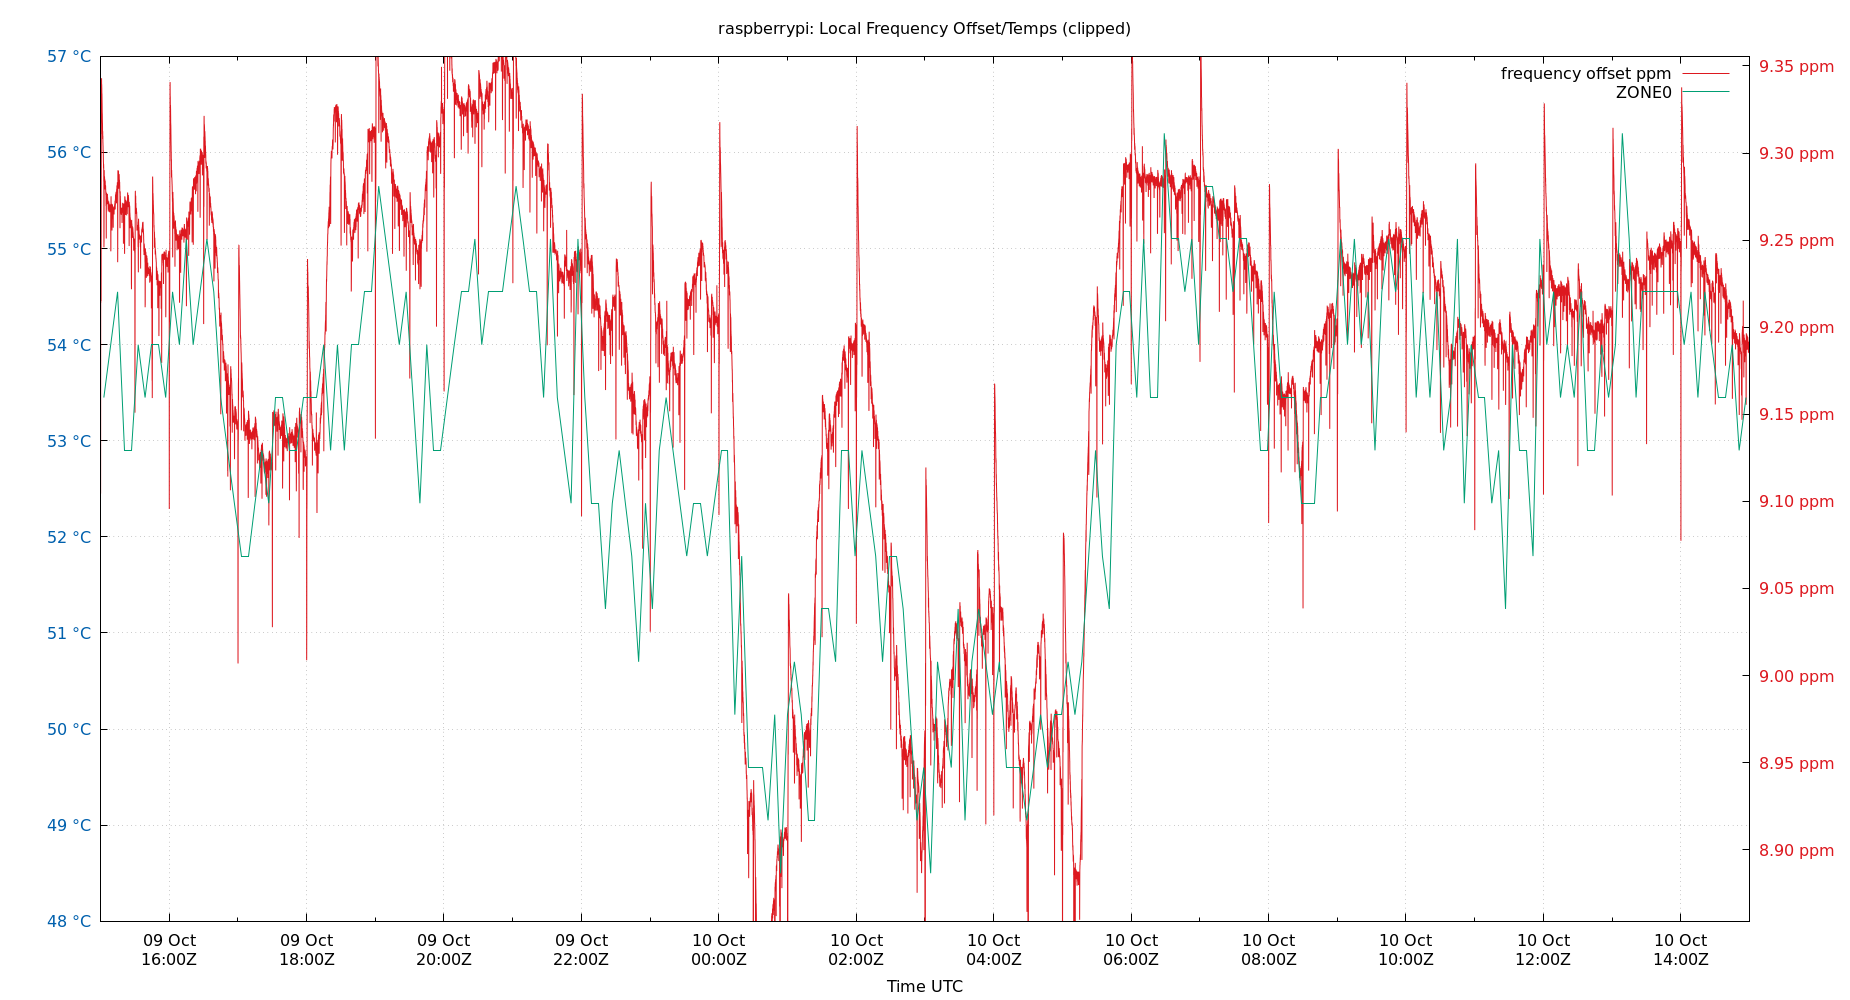 raspberrypi: Local Frequency Offset/Temps (clipped)
57 °C
56 °C
55 °C
54 °C
53 °C
52 °C
51 °C
50 °C
49 °C
48 °C
frequency offset ppm
ZONE0
9.35 ppm
9.30 ppm
9.25 ppm
9.20 ppm
9.15 ppm
9.10 ppm
9.05 ppm
9.00 ppm
8.95 ppm
8.90 ppm
09 Oct
16:00Z
09 Oct
18:00Z
09 Oct
20:00Z
09 Oct
22:00Z
10 Oct
00:00Z
10 Oct
02:00Z
10 Oct
04:00Z
10 Oct
06:00Z
10 Oct
08:00Z
10 Oct
10:00Z
10 Oct
12:00Z
10 Oct
14:00Z
Time UTC